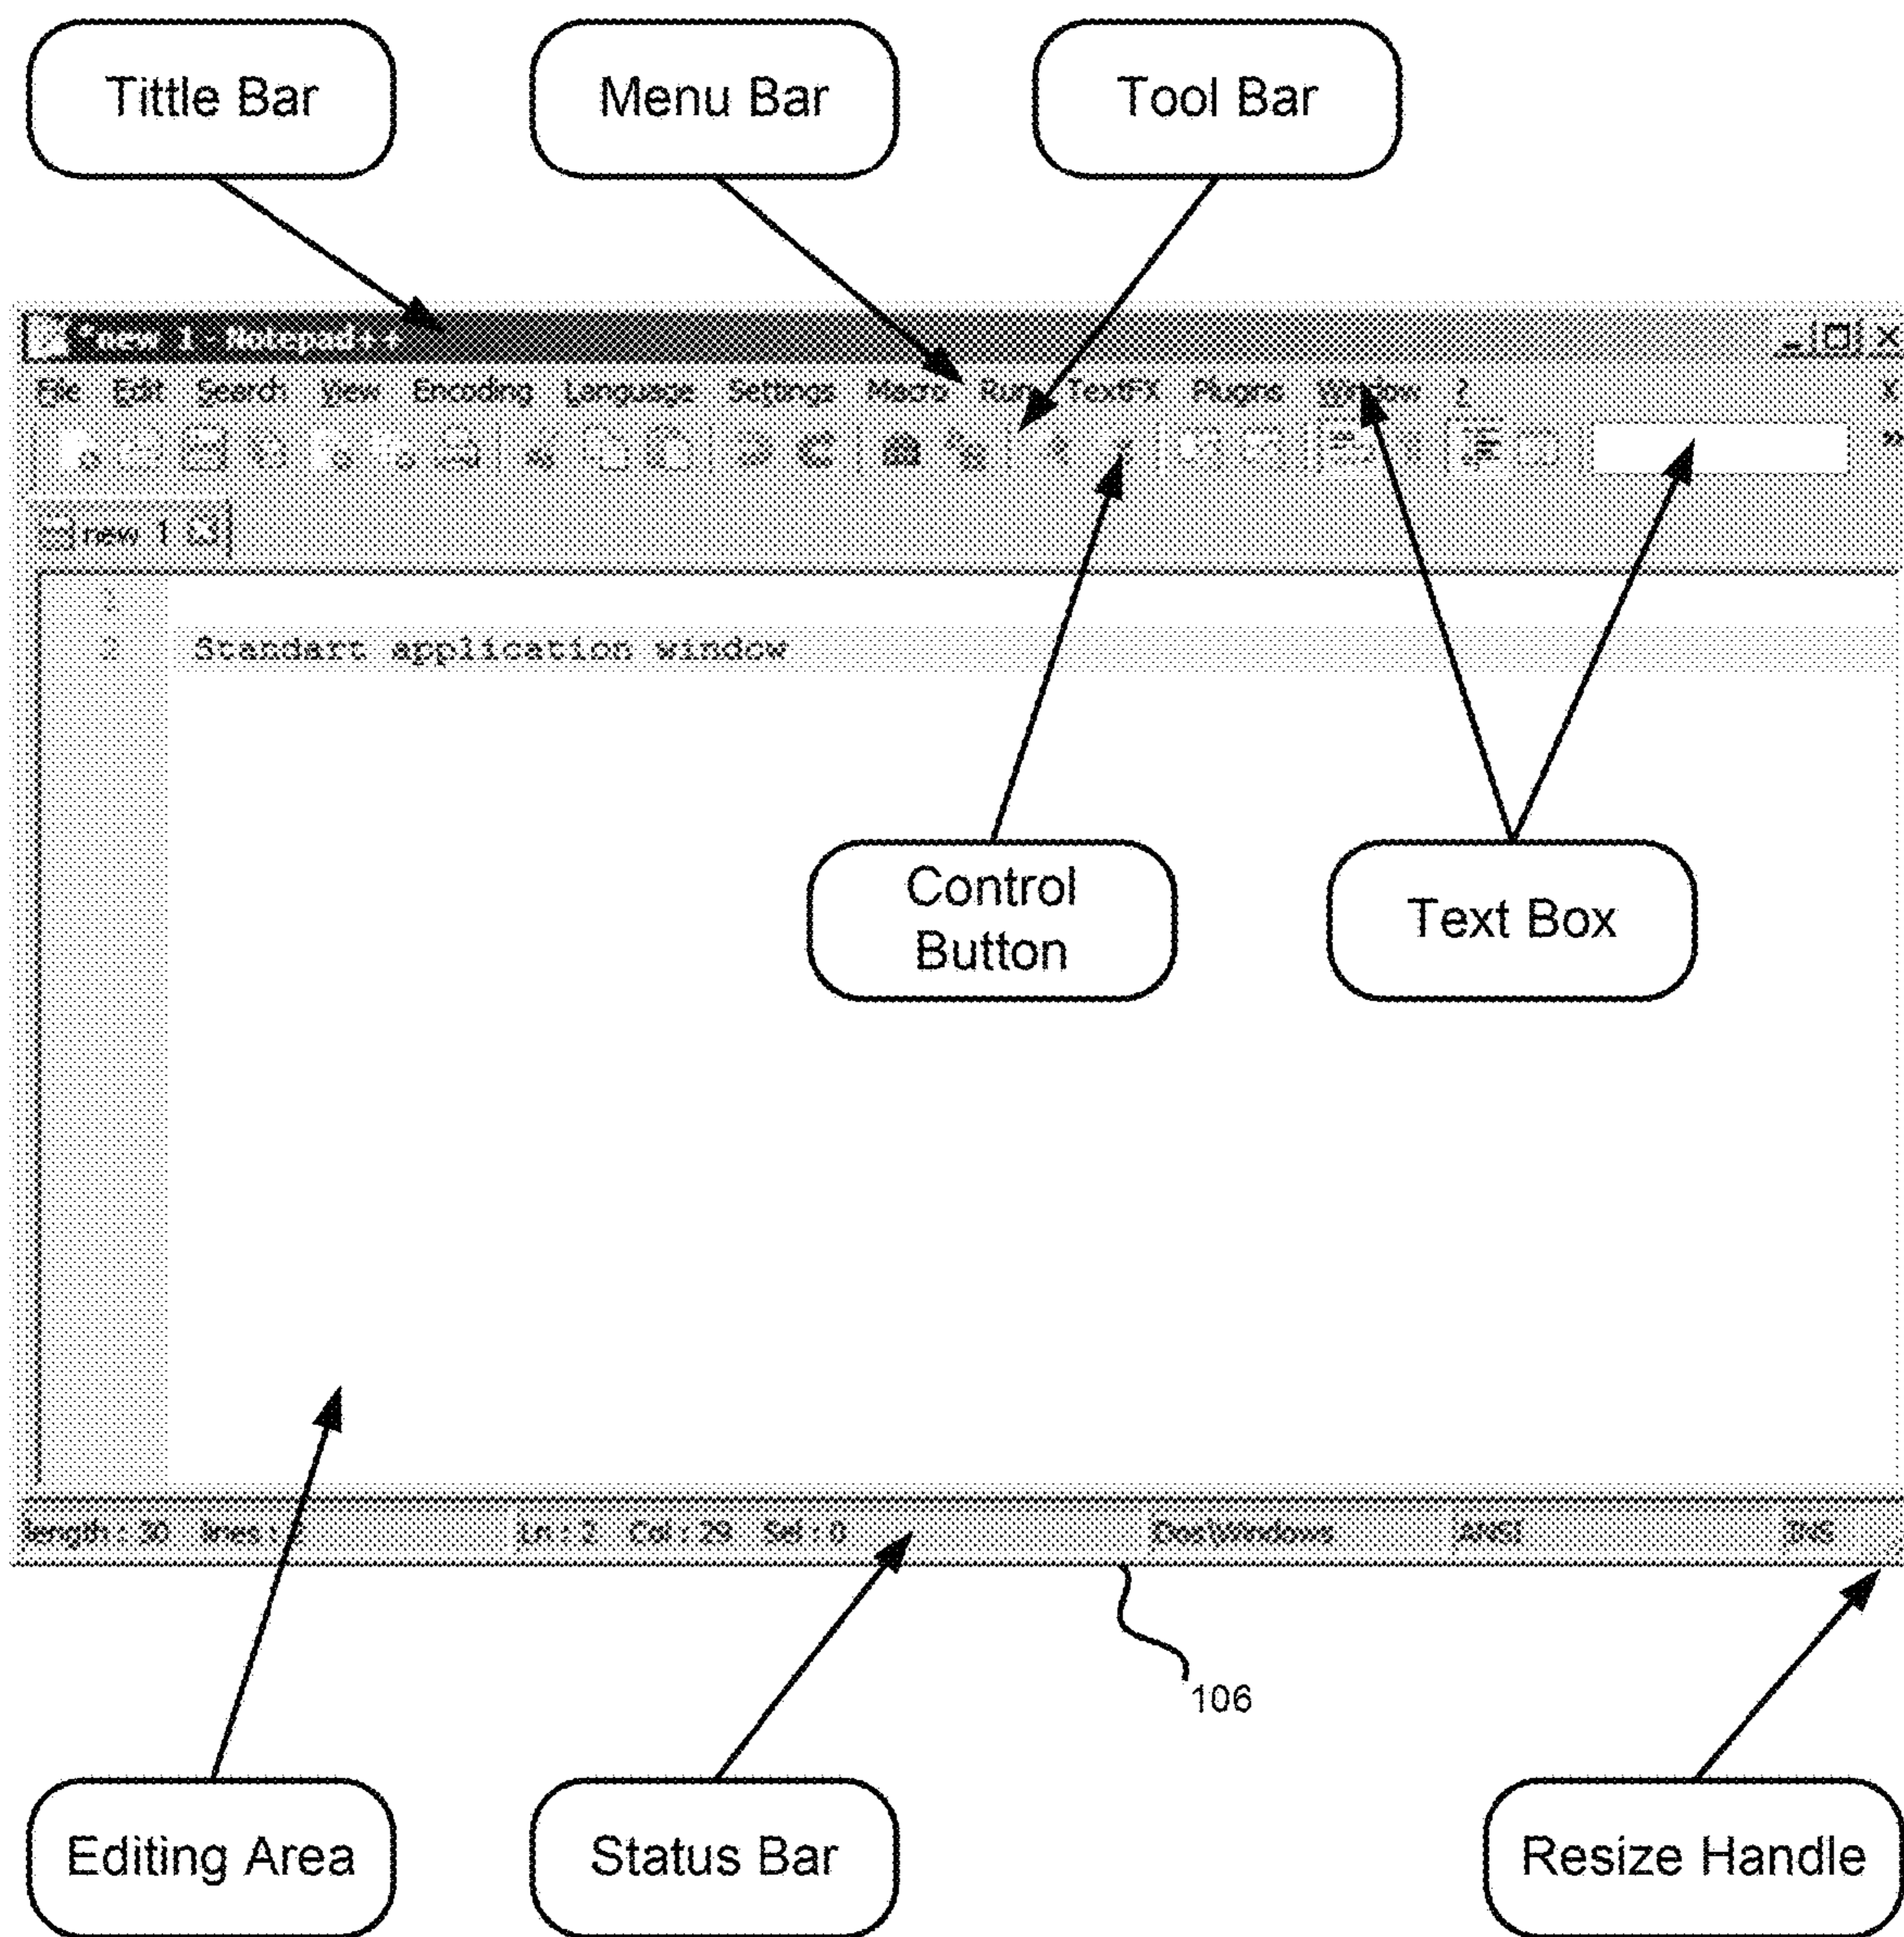 Tittle Bar
Menu Bar
Tool Bar
*new 1 - Notepad++
File Edit Search View Encoding Language Settings Macro Run TextFX Plugins Window ?
new 1
1
2 Standart application window
Control
Button
Text Box
length : 30 lines : 2 Ln : 2 Col : 29 Sel : 0 Dos\Windows ANSI INS
106
Editing Area
Status Bar
Resize Handle